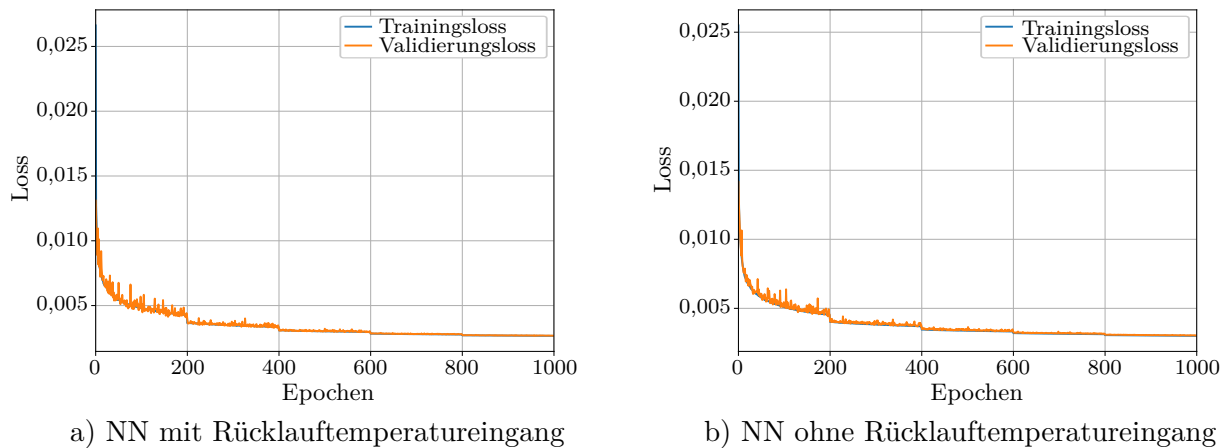 Trainingsloss
Validierungsloss
0,025
0,020
0,015
0,010
0,005
Loss
0 200 400 600 800 1000
Epochen
a) NN mit Rücklauftemperatureingang
Trainingsloss
Validierungsloss
0,025
0,020
0,015
0,010
0,005
Loss
0 200 400 600 800 1000
Epochen
b) NN ohne Rücklauftemperatureingang